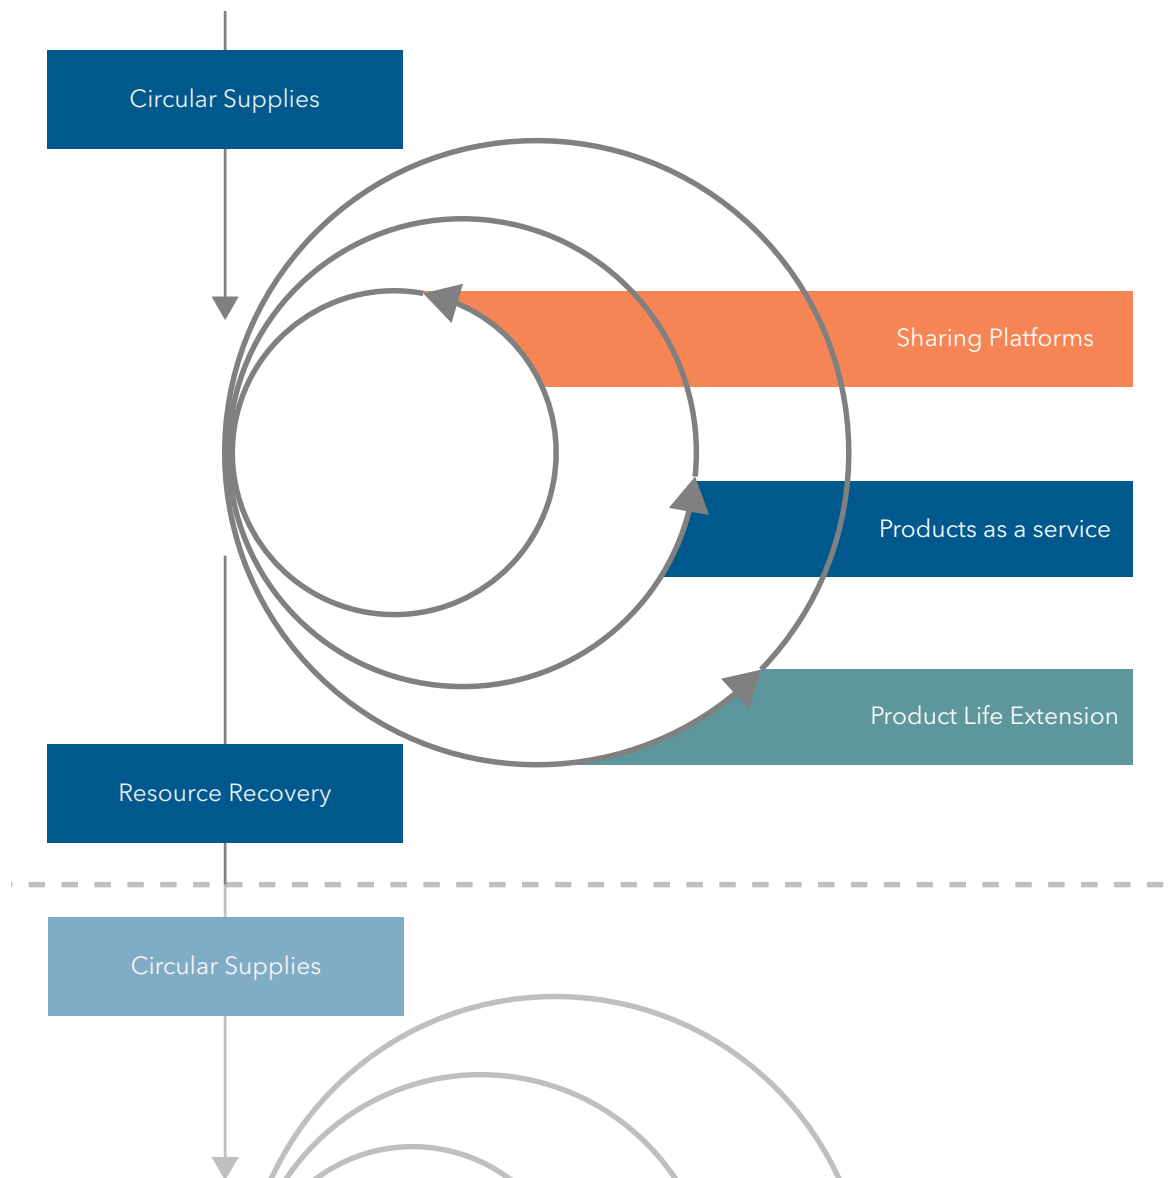 Circular Supplies
Sharing Platforms
Products as a service
Product Life Extension
Resource Recovery
Circular Supplies